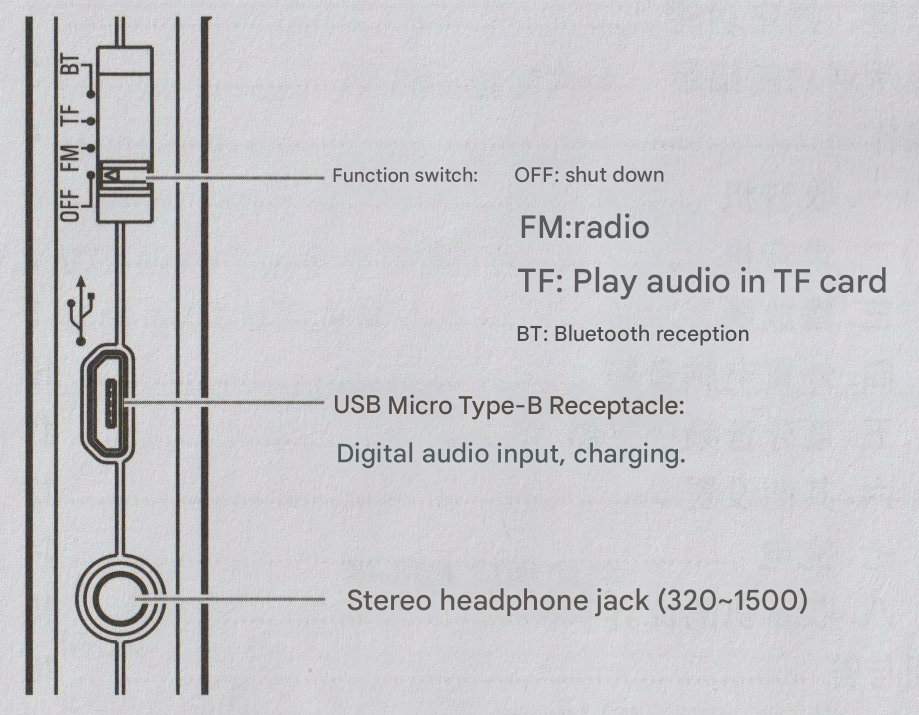 BT
TF
FM
OFF
Function switch: OFF: shut down
FM:radio
TF: Play audio in TF card
BT: Bluetooth reception
USB Micro Type-B Receptacle:
Digital audio input, charging.
Stereo headphone jack (320~1500)